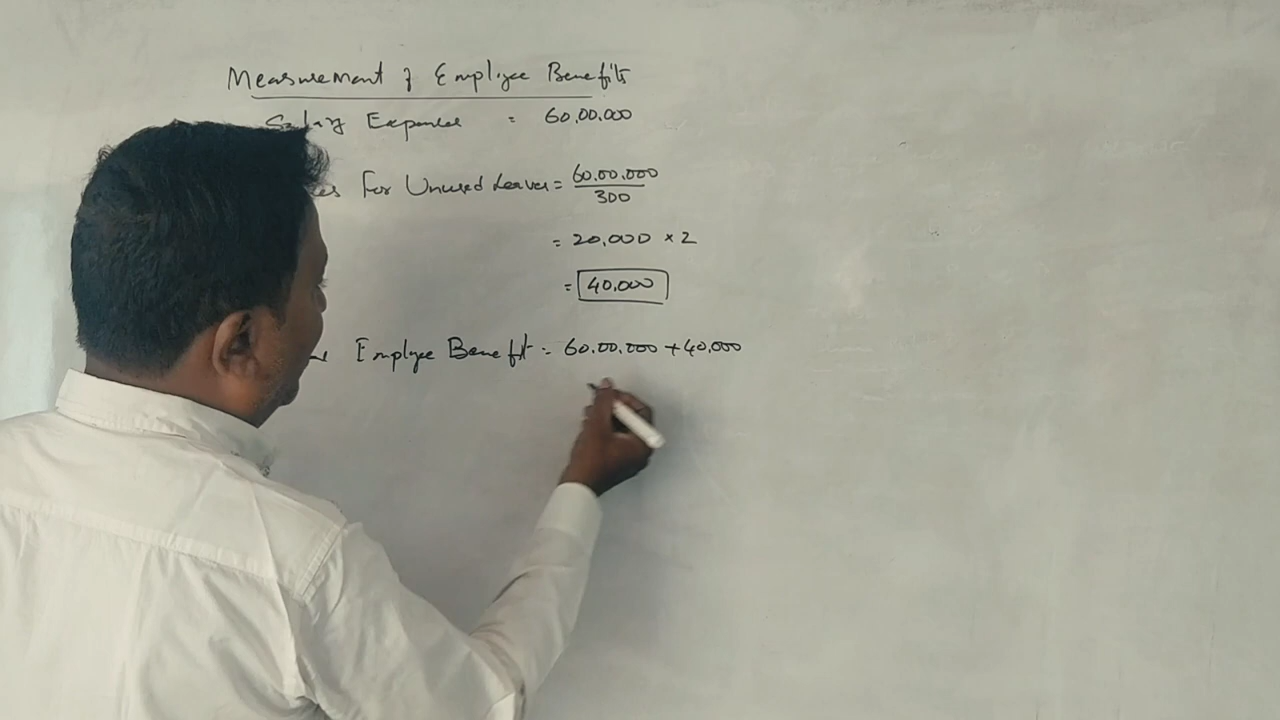 Measurement of Employee Benefits
Salary Expenses = 60,00,000
For Unused Leaves = 60,00,000
300
= 20,000 × 2
= 40,000
Employee Benefit = 60,00,000 + 40,000